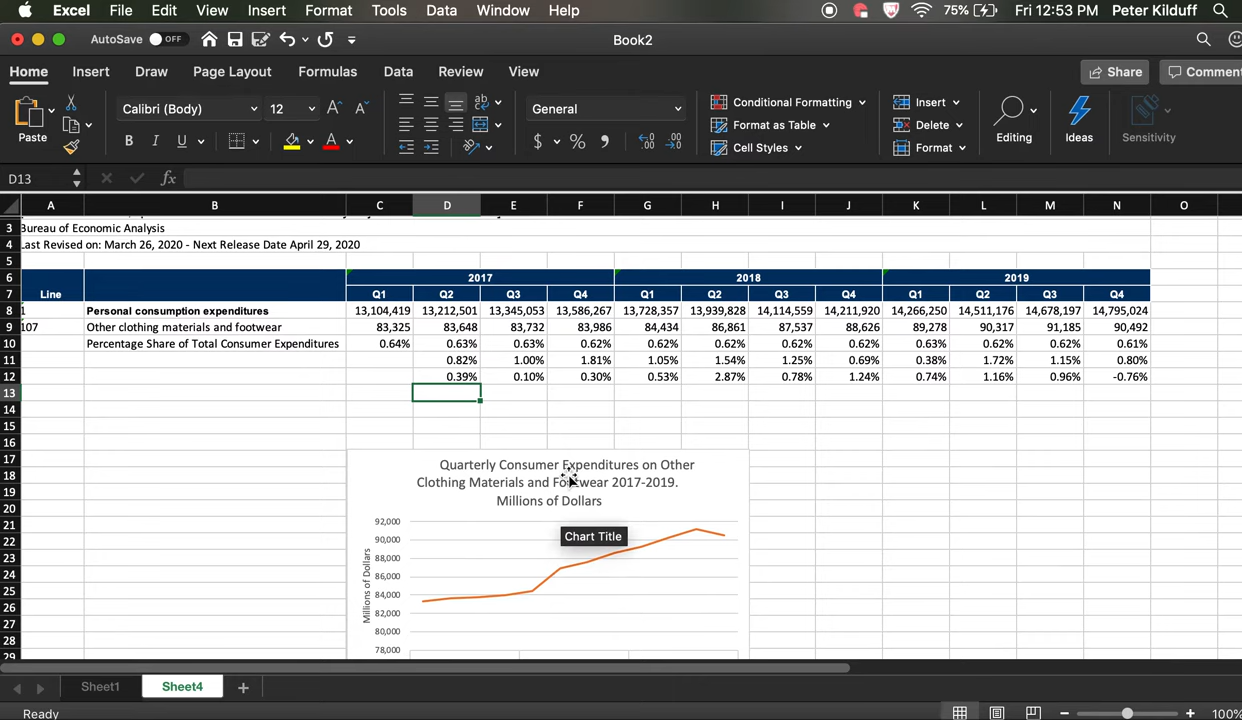 Excel File Edit View Insert Format Tools Data Window Help 75% Fri 12:53 PM Peter Kilduff
AutoSave OFF Book2
Home Insert Draw Page Layout Formulas Data Review View Share Commen
Paste Calibri (Body) 12 A A ab General Conditional Formatting Insert
B I U A $ % Format as Table Delete Editing Ideas Sensitivity
Cell Styles Format
D13 fx
A B C D E F G H I J K L M N O
3 Bureau of Economic Analysis
4 Last Revised on: March 26, 2020 - Next Release Date April 29, 2020
5
6 2017 2018 2019
7 Line Q1 Q2 Q3 Q4 Q1 Q2 Q3 Q4 Q1 Q2 Q3 Q4
8 1 Personal consumption expenditures 13,104,419 13,212,501 13,345,053 13,586,267 13,728,357 13,939,828 14,114,559 14,211,920 14,266,250 14,511,176 14,678,197 14,795,024
9 107 Other clothing materials and footwear 83,325 83,648 83,732 83,986 84,434 86,861 87,537 88,626 89,278 90,317 91,185 90,492
10 Percentage Share of Total Consumer Expenditures 0.64% 0.63% 0.63% 0.62% 0.62% 0.62% 0.62% 0.62% 0.63% 0.62% 0.62% 0.61%
11 0.82% 1.00% 1.81% 1.05% 1.54% 1.25% 0.69% 0.38% 1.72% 1.15% 0.80%
12 0.39% 0.10% 0.30% 0.53% 2.87% 0.78% 1.24% 0.74% 1.16% 0.96% -0.76%
13
14
15
16
17 Quarterly Consumer Expenditures on Other
18 Clothing Materials and Footwear 2017-2019.
19 Millions of Dollars
20
21 92,000
22 90,000 Chart Title
23 88,000
24 86,000
25 84,000
26 82,000
27 80,000
28 78,000
29
Millions of Dollars
Sheet1 Sheet4 +
Ready 100%